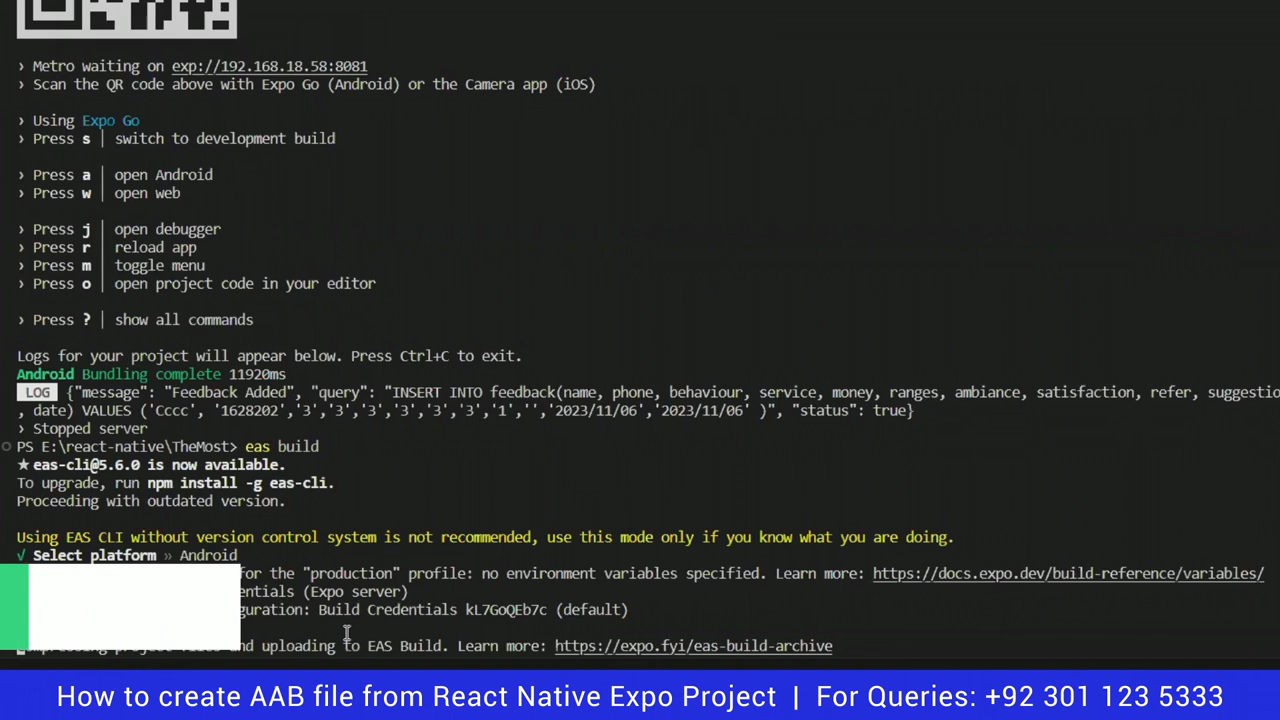 › Metro waiting on exp://192.168.18.58:8081
› Scan the QR code above with Expo Go (Android) or the Camera app (iOS)
› Using Expo Go
› Press s │ switch to development build
› Press a │ open Android
› Press w │ open web
› Press j │ open debugger
› Press r │ reload app
› Press m │ toggle menu
› Press o │ open project code in your editor
› Press ? │ show all commands
Logs for your project will appear below. Press Ctrl+C to exit.
Android Bundling complete 11920ms
LOG {"message": "Feedback Added", "query": "INSERT INTO feedback(name, phone, behaviour, service, money, ranges, ambiance, satisfaction, refer, suggestio
, date) VALUES ('Cccc', '1628202','3','3','3','3','3','3','1','','2023/11/06','2023/11/06' )", "status": true}
› Stopped server
PS E:\react-native\TheMost> eas build
★ eas-cli@5.6.0 is now available.
To upgrade, run npm install -g eas-cli.
Proceeding with outdated version.
Using EAS CLI without version control system is not recommended, use this mode only if you know what you are doing.
√ Select platform » Android
for the "production" profile: no environment variables specified. Learn more: https://docs.expo.dev/build-reference/variables/
entials (Expo server)
guration: Build Credentials kL7GoQEb7c (default)
and uploading to EAS Build. Learn more: https://expo.fyi/eas-build-archive
How to create AAB file from React Native Expo Project | For Queries: +92 301 123 5333